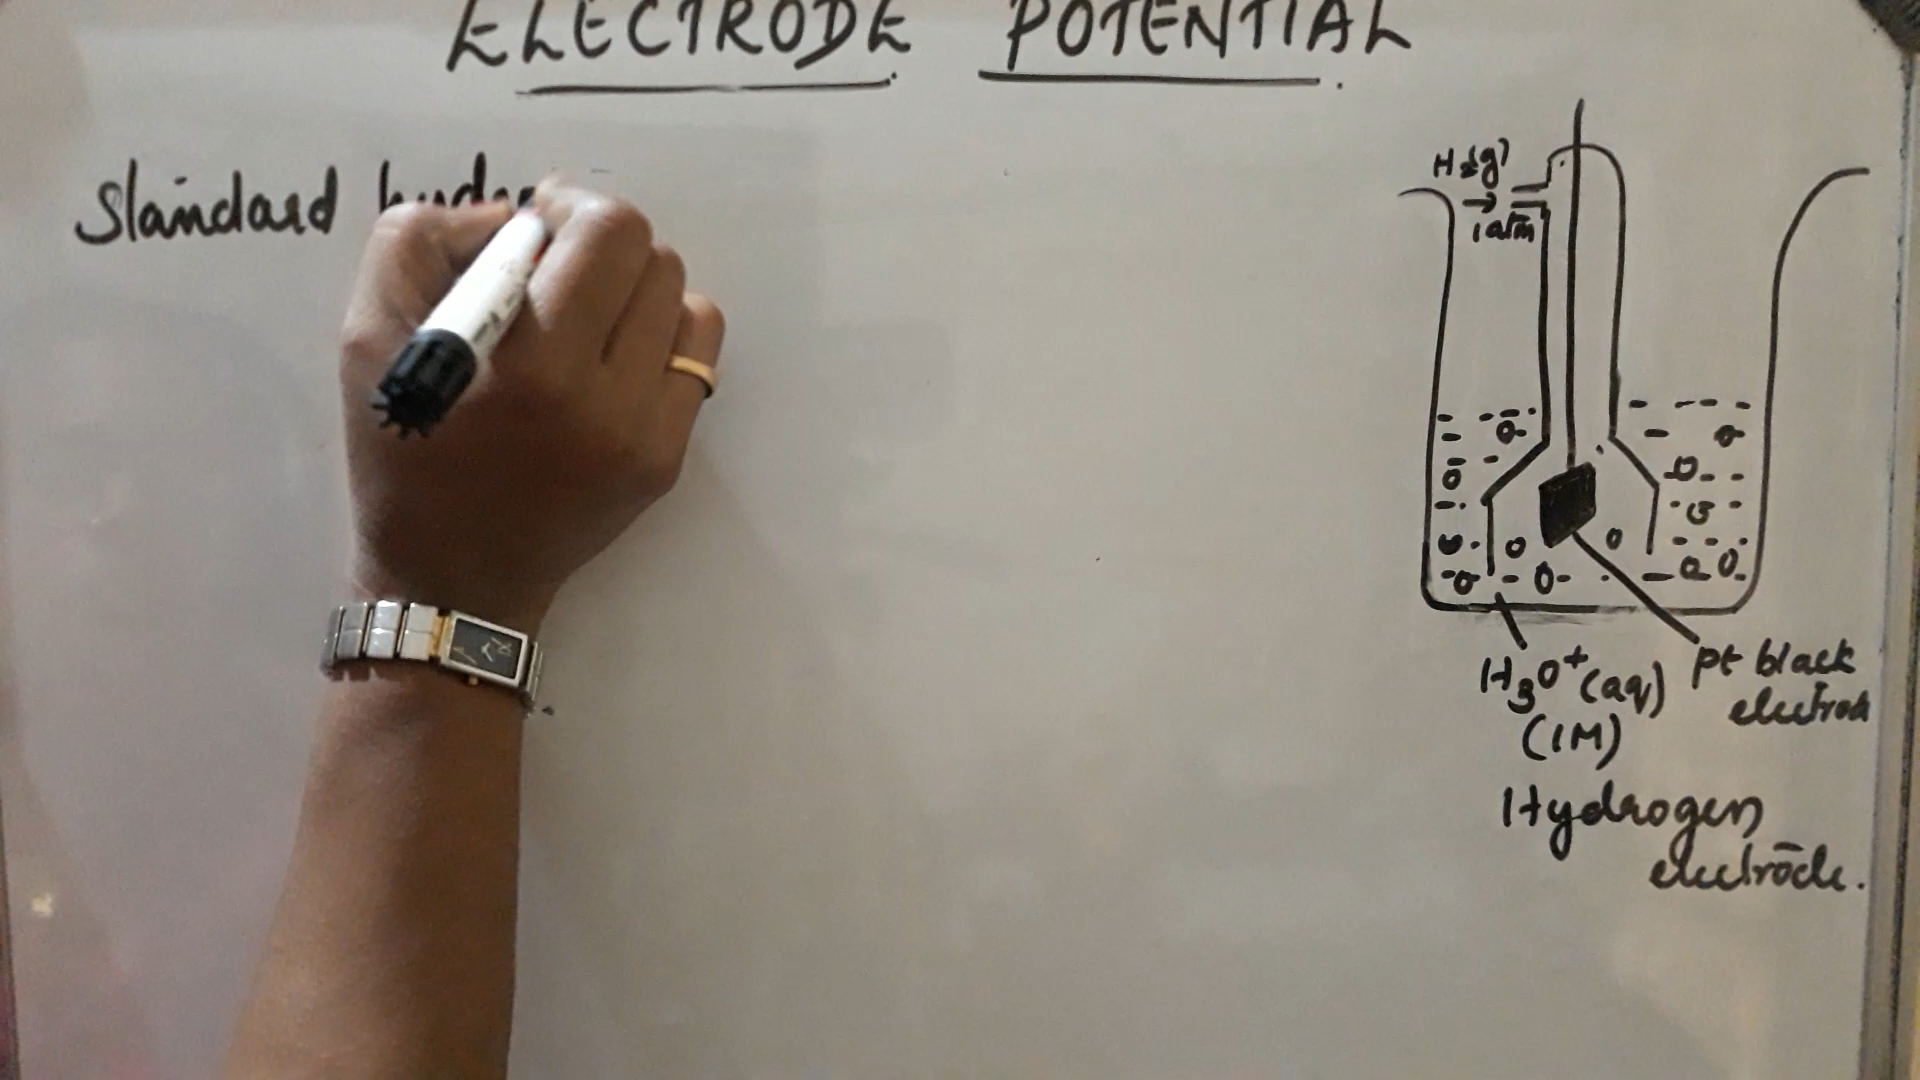 ELECTRODE POTENTIAL
Standard
H2(g)
1atm
H3O+(aq)
(1M)
Pt black
electrode
Hydrogen
electrode.